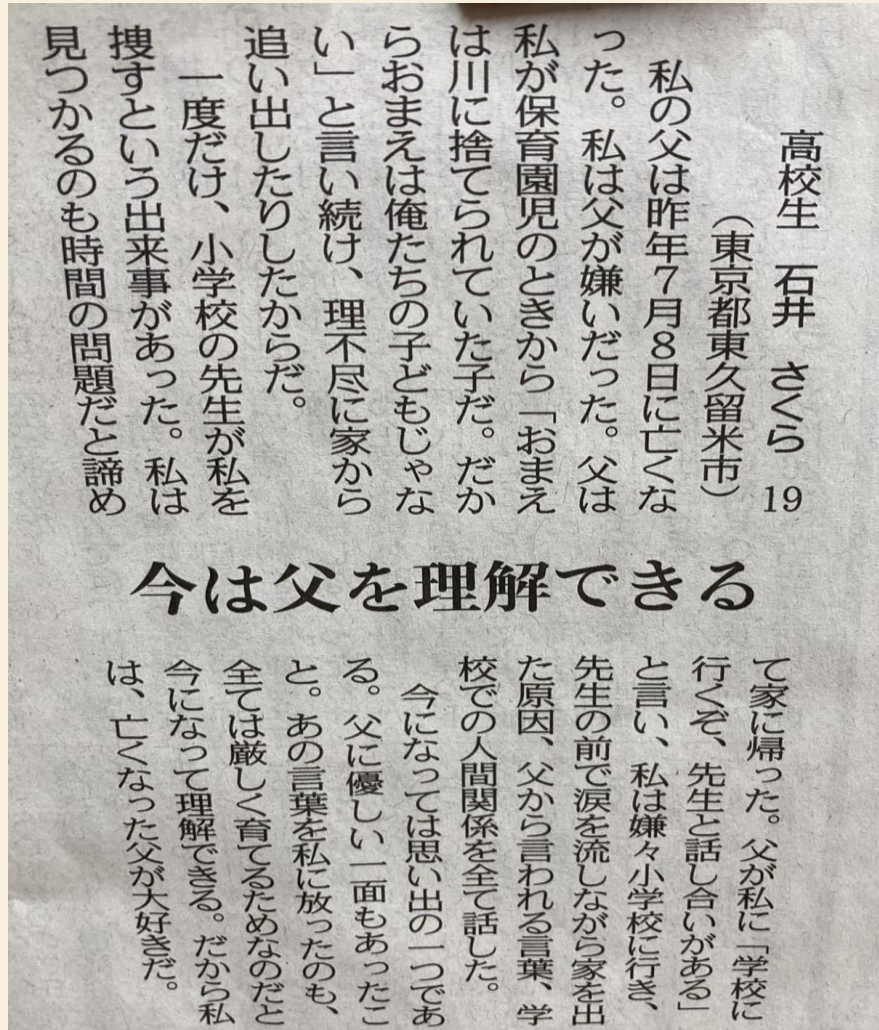 今は父を理解できる
高校生　石井　さくら　19
（東京都東久留米市）
私の父は昨年7月8日に亡くな
った。私は父が嫌いだった。父は
私が保育園児のときから「おまえ
は川に捨てられていた子だ。だか
らおまえは俺たちの子どもじゃな
い」と言い続け、理不尽に家から
追い出したりしたからだ。
一度だけ、小学校の先生が私を
捜すという出来事があった。私は
見つかるのも時間の問題だと諦め
て家に帰った。父が私に「学校に
行くぞ、先生と話し合いがある」
と言い、私は嫌々小学校に行き、
先生の前で涙を流しながら家を出
た原因、父から言われる言葉、学
校での人間関係を全て話した。
今になっては思い出の一つであ
る。父に優しい一面もあったこ
と。あの言葉を私に放ったのも、
全ては厳しく育てるためなのだと
今になって理解できる。だから私
は、亡くなった父が大好きだ。